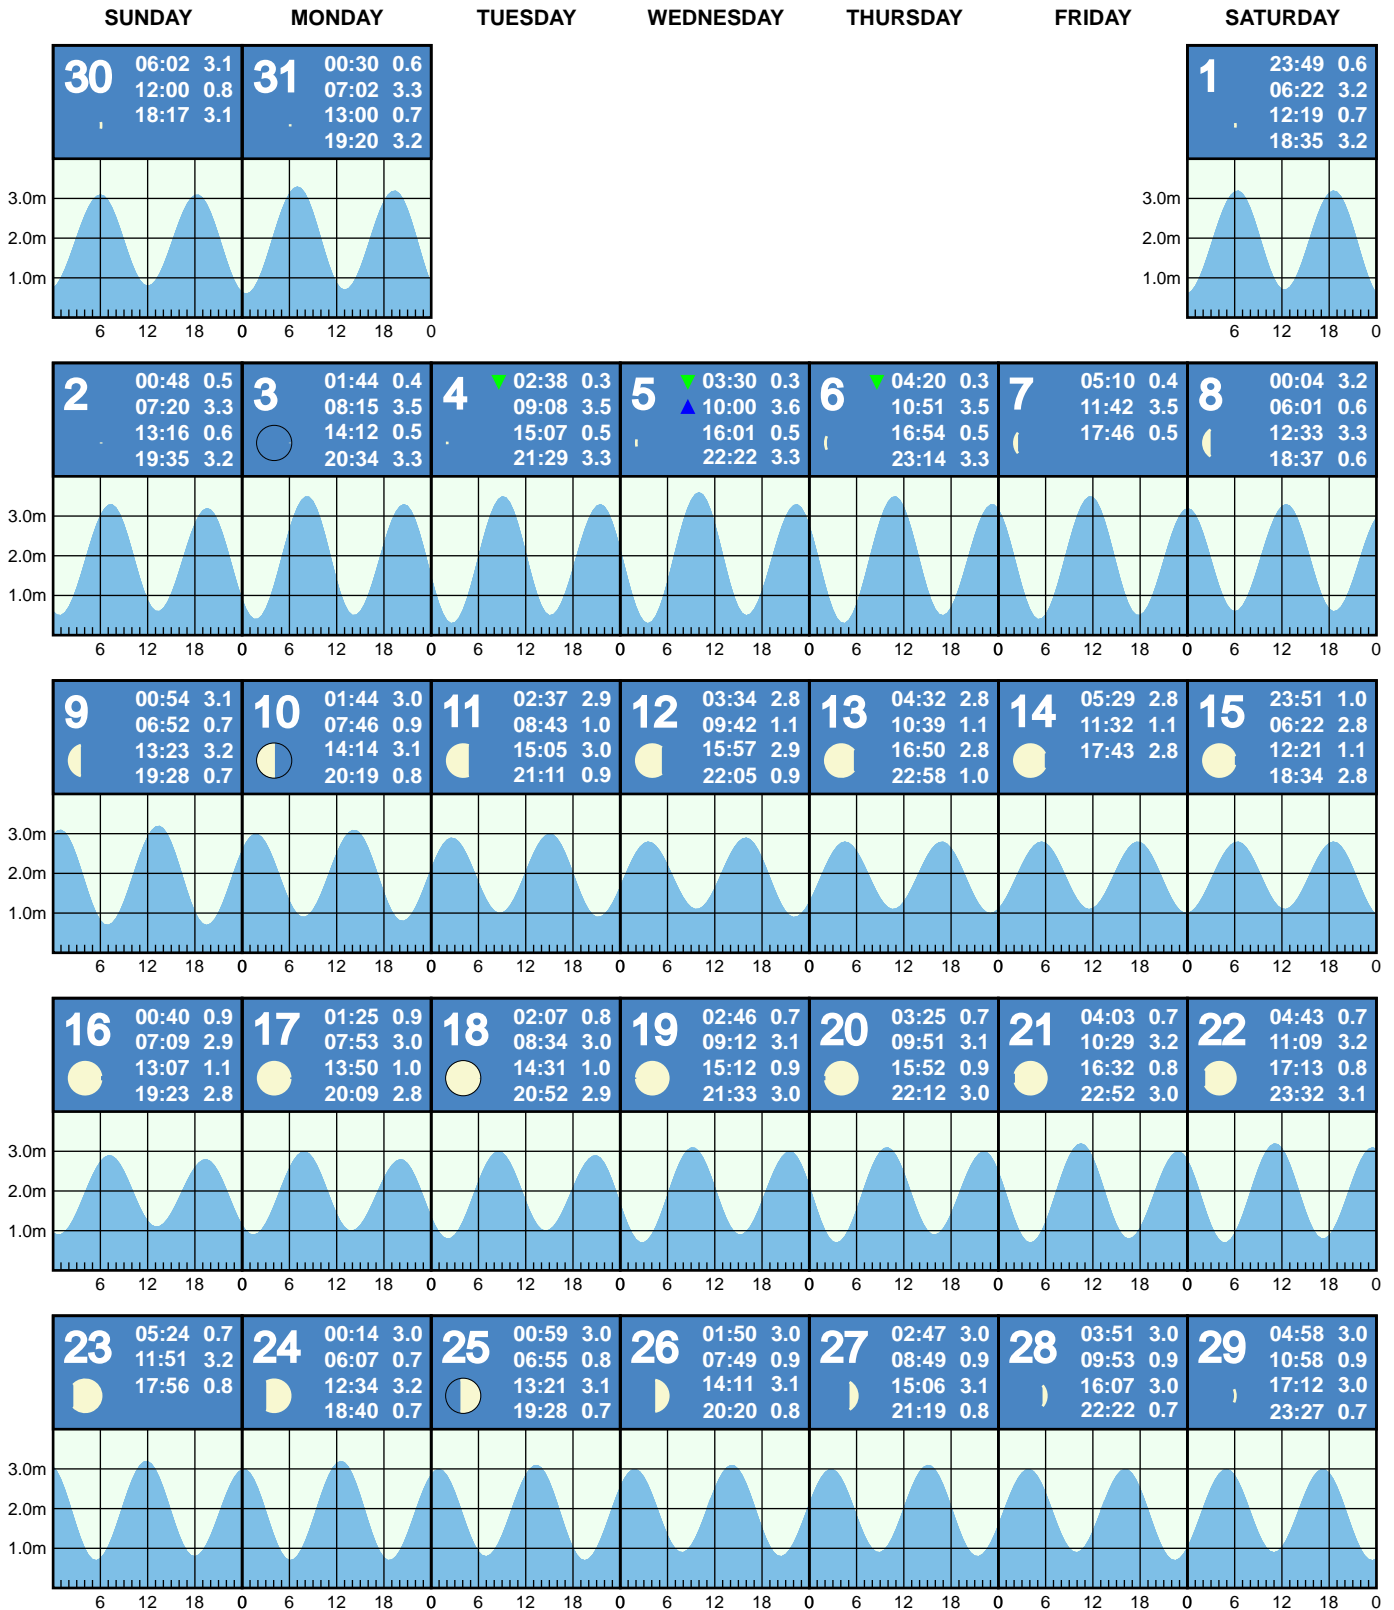 SUNDAY MONDAY TUESDAY WEDNESDAY THURSDAY FRIDAY SATURDAY
30 06:02 3.1
12:00 0.8
18:17 3.1
31 00:30 0.6
07:02 3.3
13:00 0.7
19:20 3.2
1 23:49 0.6
06:22 3.2
12:19 0.7
18:35 3.2
3.0m
2.0m
1.0m
3.0m
2.0m
1.0m
6 12 18 0 6 12 18 0 6 12 18 0
2 00:48 0.5
07:20 3.3
13:16 0.6
19:35 3.2
3 01:44 0.4
08:15 3.5
14:12 0.5
20:34 3.3
4 02:38 0.3
09:08 3.5
15:07 0.5
21:29 3.3
5 03:30 0.3
10:00 3.6
16:01 0.5
22:22 3.3
6 04:20 0.3
10:51 3.5
16:54 0.5
23:14 3.3
7 05:10 0.4
11:42 3.5
17:46 0.5
8 00:04 3.2
06:01 0.6
12:33 3.3
18:37 0.6
3.0m
2.0m
1.0m
6 12 18 0 6 12 18 0 6 12 18 0 6 12 18 0 6 12 18 0 6 12 18 0 6 12 18 0
9 00:54 3.1
06:52 0.7
13:23 3.2
19:28 0.7
10 01:44 3.0
07:46 0.9
14:14 3.1
20:19 0.8
11 02:37 2.9
08:43 1.0
15:05 3.0
21:11 0.9
12 03:34 2.8
09:42 1.1
15:57 2.9
22:05 0.9
13 04:32 2.8
10:39 1.1
16:50 2.8
22:58 1.0
14 05:29 2.8
11:32 1.1
17:43 2.8
15 23:51 1.0
06:22 2.8
12:21 1.1
18:34 2.8
3.0m
2.0m
1.0m
6 12 18 0 6 12 18 0 6 12 18 0 6 12 18 0 6 12 18 0 6 12 18 0 6 12 18 0
16 00:40 0.9
07:09 2.9
13:07 1.1
19:23 2.8
17 01:25 0.9
07:53 3.0
13:50 1.0
20:09 2.8
18 02:07 0.8
08:34 3.0
14:31 1.0
20:52 2.9
19 02:46 0.7
09:12 3.1
15:12 0.9
21:33 3.0
20 03:25 0.7
09:51 3.1
15:52 0.9
22:12 3.0
21 04:03 0.7
10:29 3.2
16:32 0.8
22:52 3.0
22 04:43 0.7
11:09 3.2
17:13 0.8
23:32 3.1
3.0m
2.0m
1.0m
6 12 18 0 6 12 18 0 6 12 18 0 6 12 18 0 6 12 18 0 6 12 18 0 6 12 18 0
23 05:24 0.7
11:51 3.2
17:56 0.8
24 00:14 3.0
06:07 0.7
12:34 3.2
18:40 0.7
25 00:59 3.0
06:55 0.8
13:21 3.1
19:28 0.7
26 01:50 3.0
07:49 0.9
14:11 3.1
20:20 0.8
27 02:47 3.0
08:49 0.9
15:06 3.1
21:19 0.8
28 03:51 3.0
09:53 0.9
16:07 3.0
22:22 0.7
29 04:58 3.0
10:58 0.9
17:12 3.0
23:27 0.7
3.0m
2.0m
1.0m
6 12 18 0 6 12 18 0 6 12 18 0 6 12 18 0 6 12 18 0 6 12 18 0 6 12 18 0